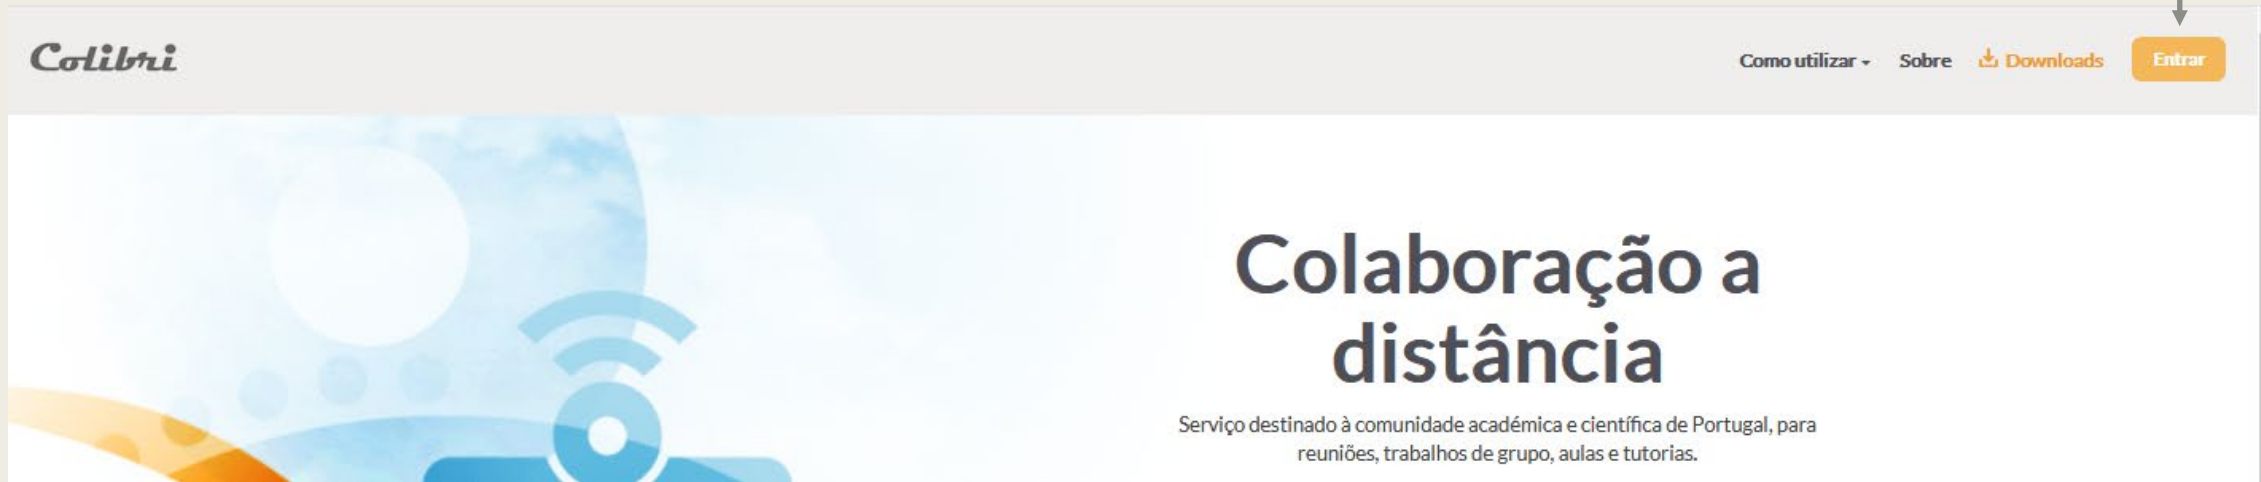 Colibri
Como utilizar Sobre Downloads Entrar
Colaboração a
distância
Serviço destinado à comunidade académica e científica de Portugal, para
reuniões, trabalhos de grupo, aulas e tutorias.